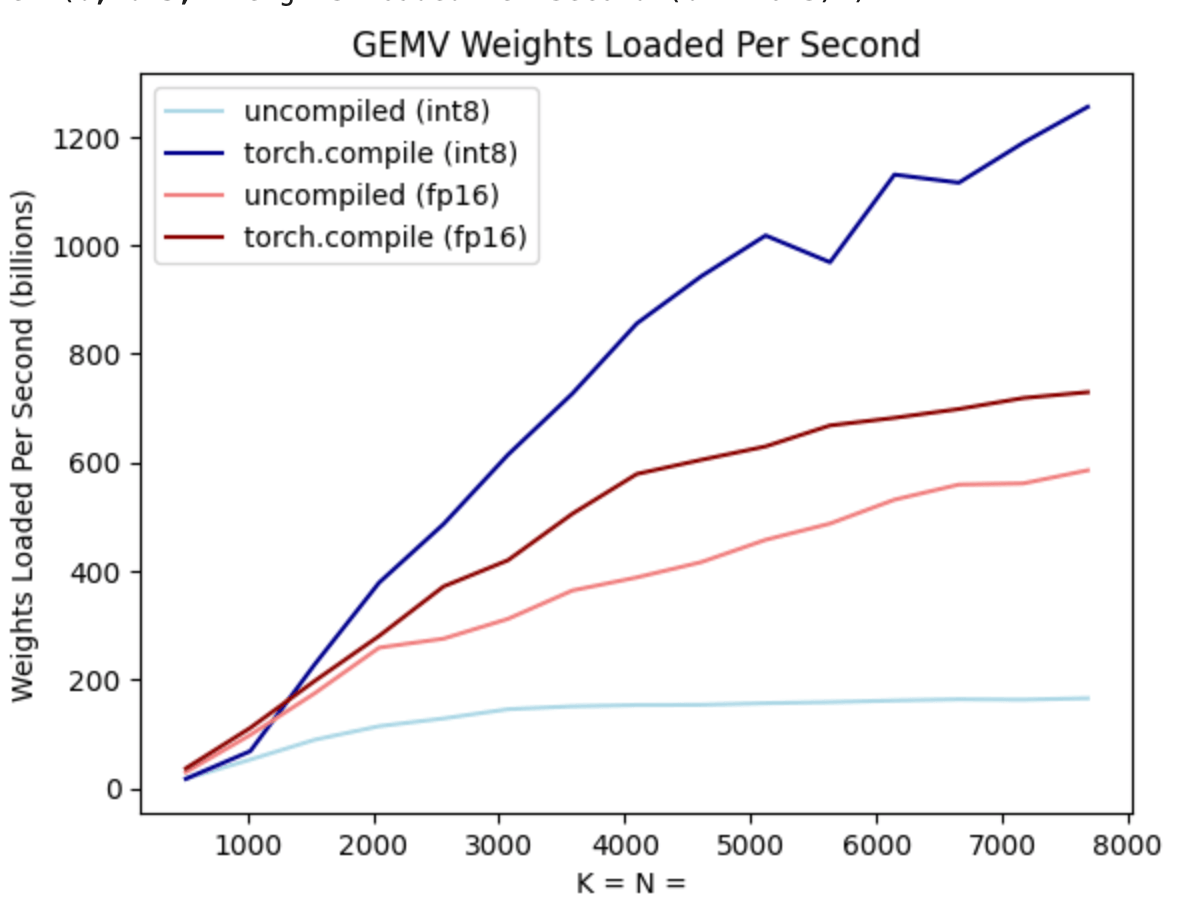 GEMV Weights Loaded Per Second
uncompiled (int8)
torch.compile (int8)
uncompiled (fp16)
torch.compile (fp16)
Weights Loaded Per Second (billions)
1200
1000
800
600
400
200
0
1000 2000 3000 4000 5000 6000 7000 8000
K = N =